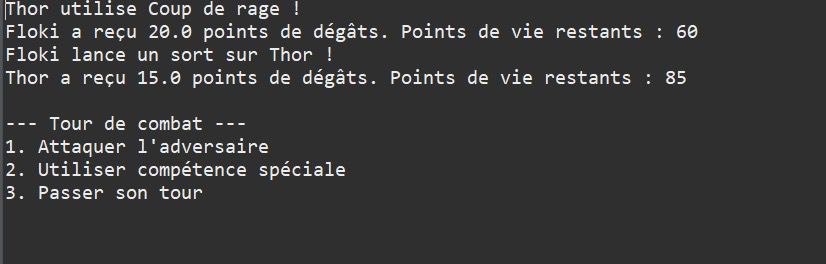 Thor utilise Coup de rage !
Floki a reçu 20.0 points de dégâts. Points de vie restants : 60
Floki lance un sort sur Thor !
Thor a reçu 15.0 points de dégâts. Points de vie restants : 85
--- Tour de combat ---
1. Attaquer l'adversaire
2. Utiliser compétence spéciale
3. Passer son tour